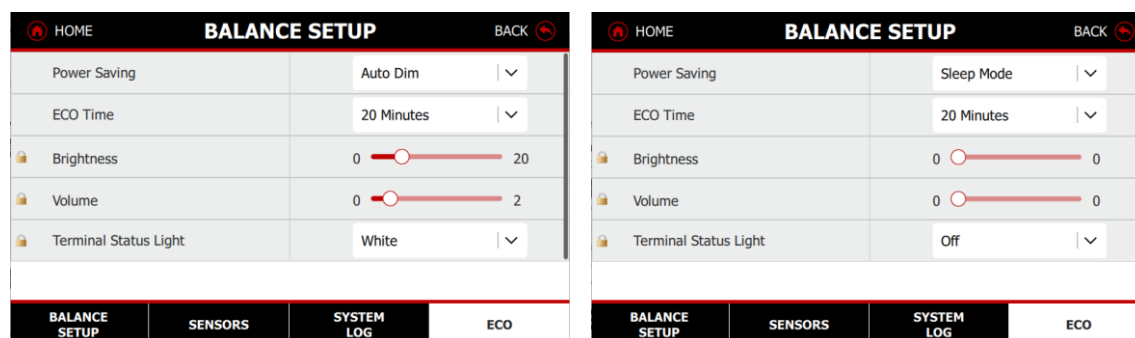 HOME BALANCE SETUP BACK
Power Saving Auto Dim
ECO Time 20 Minutes
Brightness 0 20
Volume 0 2
Terminal Status Light White
BALANCE SETUP SENSORS SYSTEM LOG ECO
HOME BALANCE SETUP BACK
Power Saving Sleep Mode
ECO Time 20 Minutes
Brightness 0 0
Volume 0 0
Terminal Status Light Off
BALANCE SETUP SENSORS SYSTEM LOG ECO